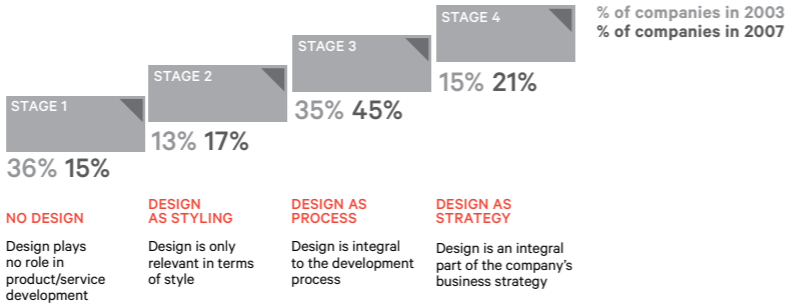 STAGE 4
% of companies in 2003
% of companies in 2007
STAGE 3
STAGE 2
STAGE 1
15% 21%
35% 45%
13% 17%
36% 15%
NO DESIGN
Design plays
no role in
product/service
development
DESIGN
AS STYLING
Design is only
relevant in terms
of style
DESIGN AS
PROCESS
Design is integral
to the development
process
DESIGN AS
STRATEGY
Design is an integral
part of the company's
business strategy